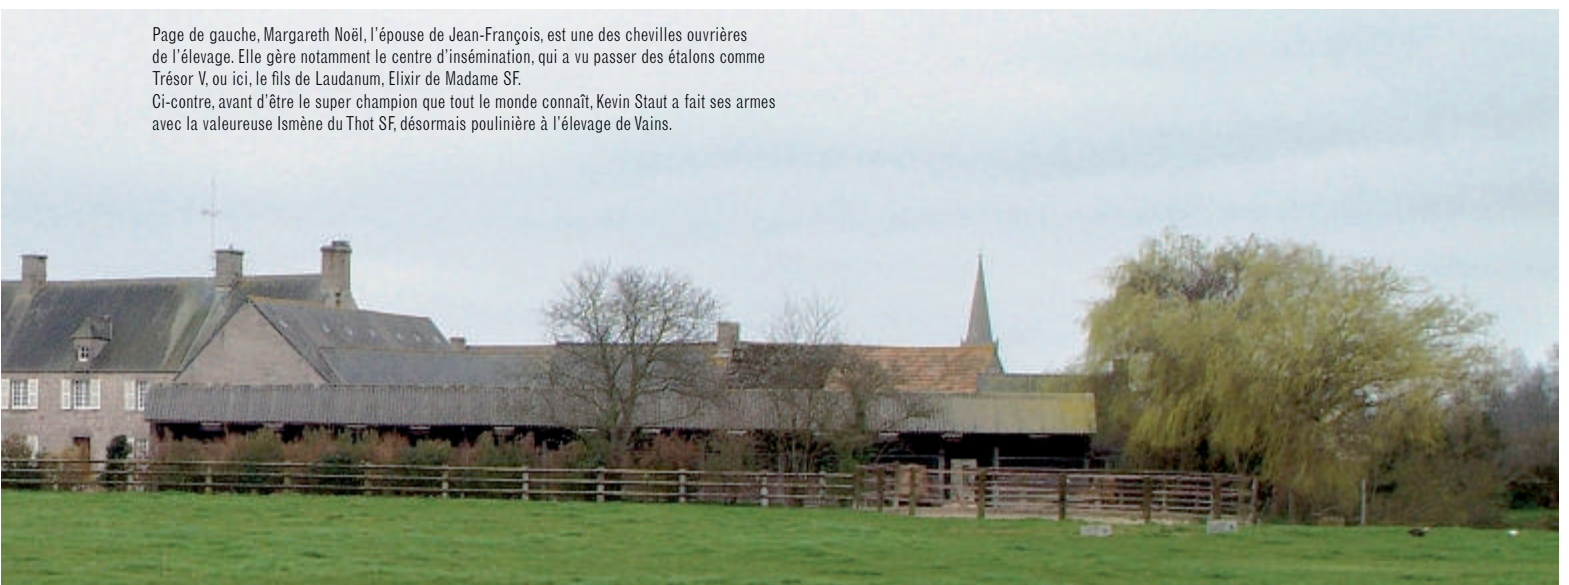 Page de gauche, Margareth Noël, l'épouse de Jean-François, est une des chevilles ouvrières
de l'élevage. Elle gère notamment le centre d'insémination, qui a vu passer des étalons comme
Trésor V, ou ici, le fils de Laudanum, Elixir de Madame SF.
Ci-contre, avant d'être le super champion que tout le monde connaît, Kevin Staut a fait ses armes
avec la valeureuse Ismène du Thot SF, désormais poulinière à l'élevage de Vains.